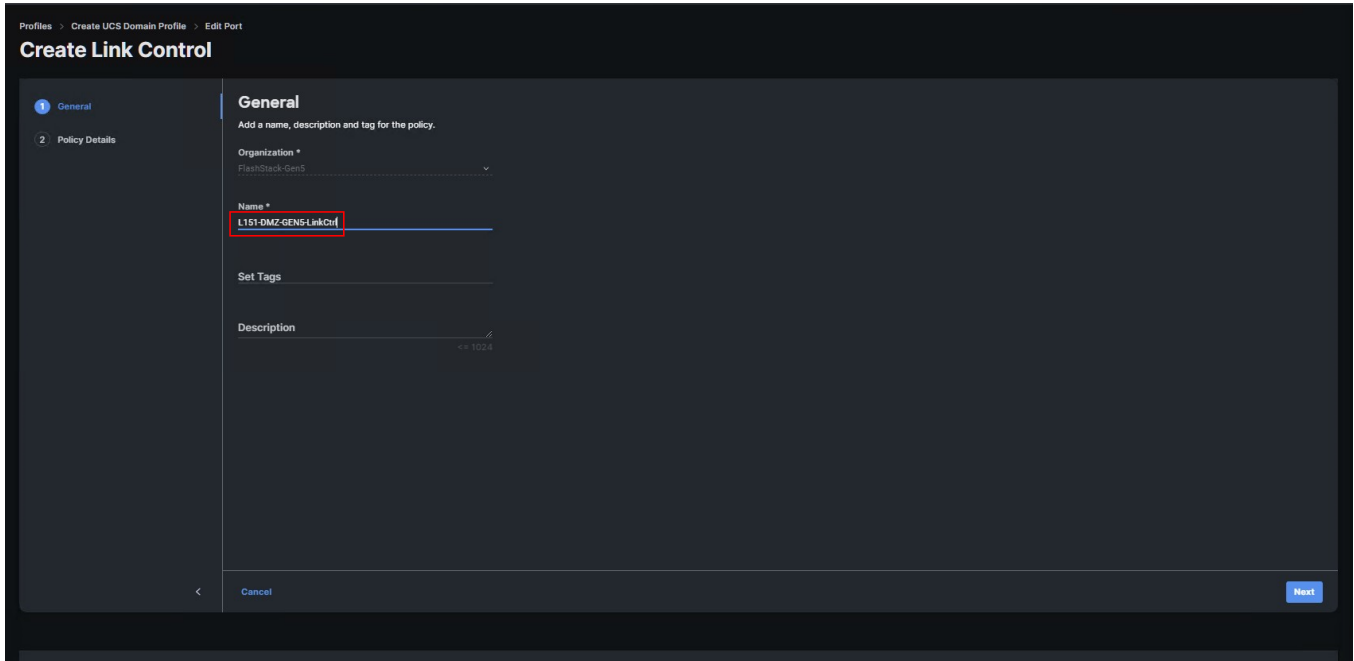 Profiles > Create UCS Domain Profile > Edit Port
Create Link Control
1 General
2 Policy Details
General
Add a name, description and tag for the policy.
Organization *
FlashStack-Gen5
Name *
L151-DMZ-GEN5-LinkCtrl
Set Tags
Description
<= 1024
Cancel
Next